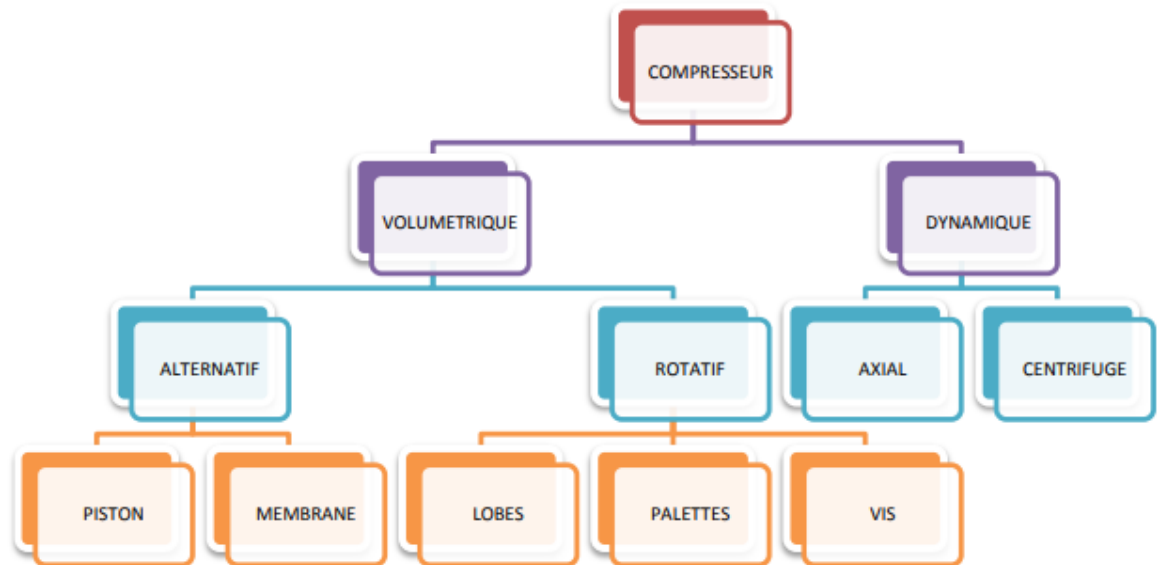 COMPRESSEUR
VOLUMETRIQUE
DYNAMIQUE
ALTERNATIF
ROTATIF
AXIAL
CENTRIFUGE
PISTON
MEMBRANE
LOBES
PALETTES
VIS